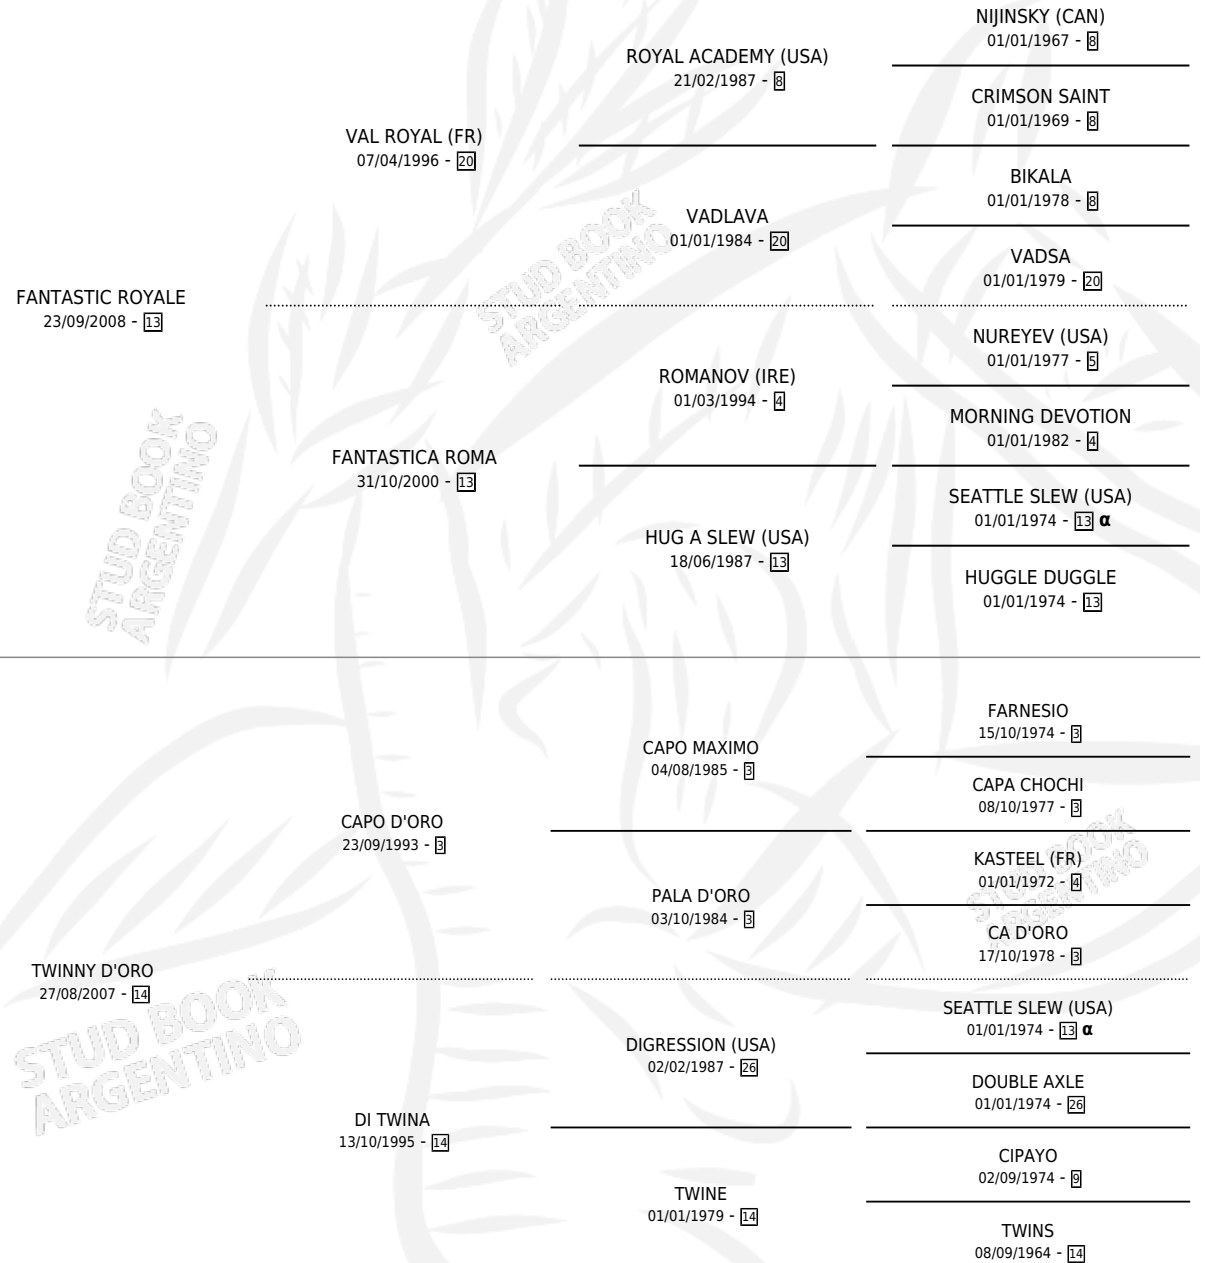 NIJINSKY (CAN)
01/01/1967 - 8
ROYAL ACADEMY (USA)
21/02/1987 - 8
CRIMSON SAINT
01/01/1969 - 8
VAL ROYAL (FR)
07/04/1996 - 20
BIKALA
01/01/1978 - 8
VADLAVA
01/01/1984 - 20
VADSA
01/01/1979 - 20
FANTASTIC ROYALE
23/09/2008 - 13
NUREYEV (USA)
01/01/1977 - 5
ROMANOV (IRE)
01/03/1994 - 4
MORNING DEVOTION
01/01/1982 - 4
FANTASTICA ROMA
31/10/2000 - 13
SEATTLE SLEW (USA)
01/01/1974 - 13 α
HUG A SLEW (USA)
18/06/1987 - 13
HUGGLE DUGGLE
01/01/1974 - 13
STUD BOOK
ARGENTINO
STUD BOOK
ARGENTINO
FARNESIO
15/10/1974 - 3
CAPO MAXIMO
04/08/1985 - 3
CAPA CHOCHI
08/10/1977 - 3
CAPO D'ORO
23/09/1993 - 3
KASTEEL (FR)
01/01/1972 - 4
PALA D'ORO
03/10/1984 - 3
CA D'ORO
17/10/1978 - 3
TWINNY D'ORO
27/08/2007 - 14
SEATTLE SLEW (USA)
01/01/1974 - 13 α
DIGRESSION (USA)
02/02/1987 - 26
DOUBLE AXLE
01/01/1974 - 26
DI TWINA
13/10/1995 - 14
CIPAYO
02/09/1974 - 9
TWINE
01/01/1979 - 14
TWINS
08/09/1964 - 14
STUD BOOK
ARGENTINO
STUD BOOK
ARGENTINO